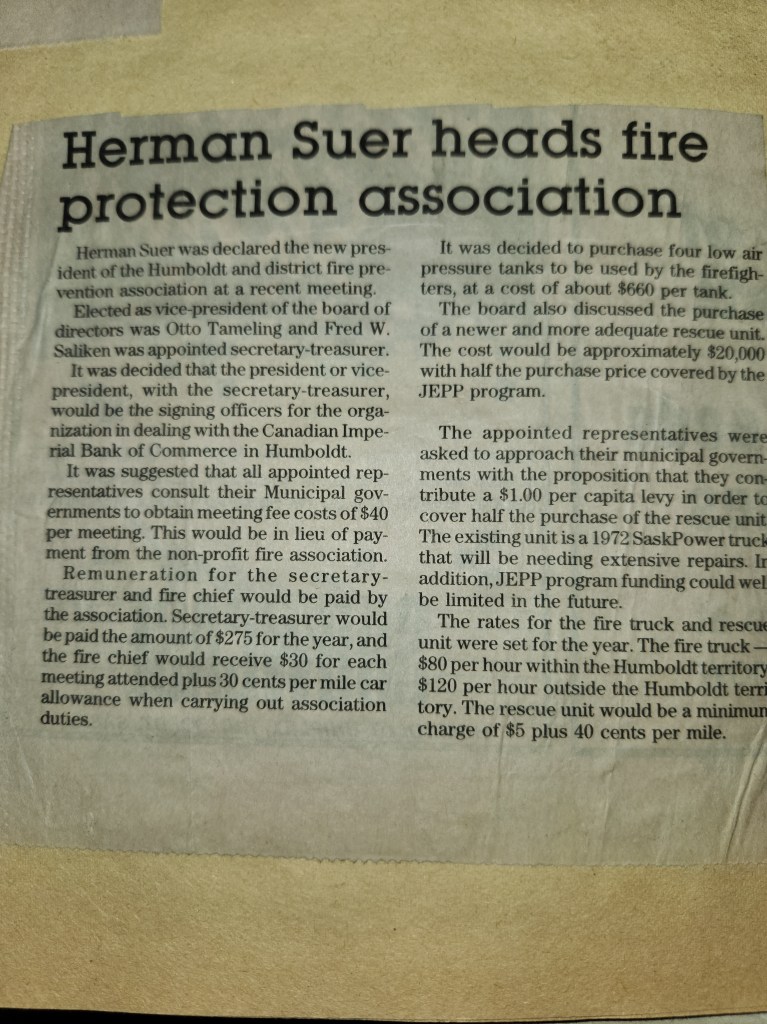 Herman Suer heads fire
protection association
Herman Suer was declared the new pres-
ident of the Humboldt and district fire pre-
vention association at a recent meeting.
Elected as vice-president of the board of
directors was Otto Tameling and Fred W.
Saliken was appointed secretary-treasurer.
It was decided that the president or vice-
president, with the secretary-treasurer,
would be the signing officers for the orga-
nization in dealing with the Canadian Impe-
rial Bank of Commerce in Humboldt.
It was suggested that all appointed rep-
resentatives consult their Municipal gov-
ernments to obtain meeting fee costs of $40
per meeting. This would be in lieu of pay-
ment from the non-profit fire association.
Remuneration for the secretary-
treasurer and fire chief would be paid by
the association. Secretary-treasurer would
be paid the amount of $275 for the year, and
the fire chief would receive $30 for each
meeting attended plus 30 cents per mile car
allowance when carrying out association
duties.
It was decided to purchase four low air
pressure tanks to be used by the firefigh-
ters, at a cost of about $660 per tank.
The board also discussed the purchase
of a newer and more adequate rescue unit.
The cost would be approximately $20,000
with half the purchase price covered by the
JEPP program.
The appointed representatives were
asked to approach their municipal govern-
ments with the proposition that they con-
tribute a $1.00 per capita levy in order to
cover half the purchase of the rescue unit
The existing unit is a 1972 SaskPower truck
that will be needing extensive repairs. In
addition, JEPP program funding could wel
be limited in the future.
The rates for the fire truck and rescue
unit were set for the year. The fire truck —
$80 per hour within the Humboldt territory
$120 per hour outside the Humboldt terri
tory. The rescue unit would be a minimum
charge of $5 plus 40 cents per mile.